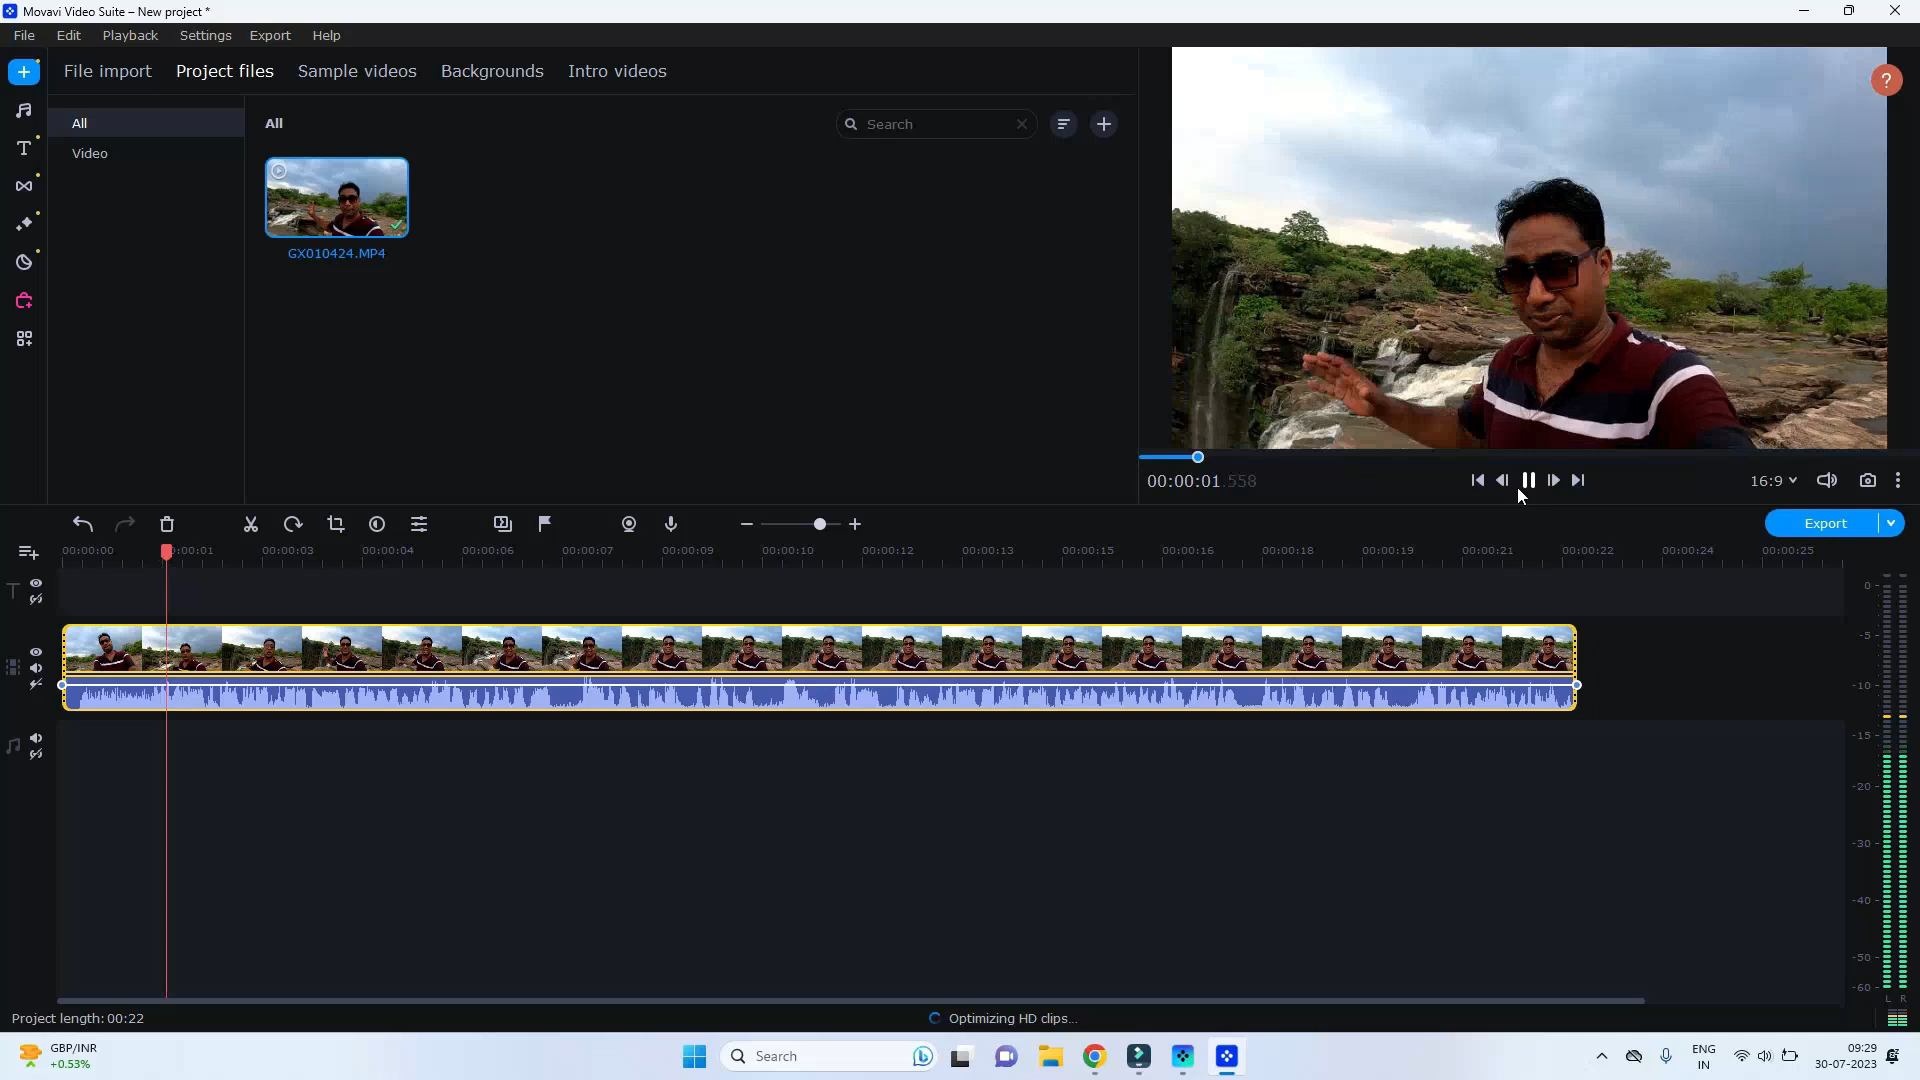 Movavi Video Suite – New project *
File Edit Playback Settings Export Help
File import Project files Sample videos Backgrounds Intro videos
All
Video
All
Search
GX010424.MP4
?
00:00:01.558
16:9
Export
00:00:00 0:00:01 00:00:03 00:00:04 00:00:06 00:00:07 00:00:09 00:00:10 00:00:12 00:00:13 00:00:15 00:00:16 00:00:18 00:00:19 00:00:21 00:00:22 00:00:24 00:00:25
0
-5
-10
-15
-20
-30
-40
-50
-60
L R
Project length: 00:22
Optimizing HD clips...
GBP/INR
+0.53%
Search
ENG
IN
09:29
30-07-2023